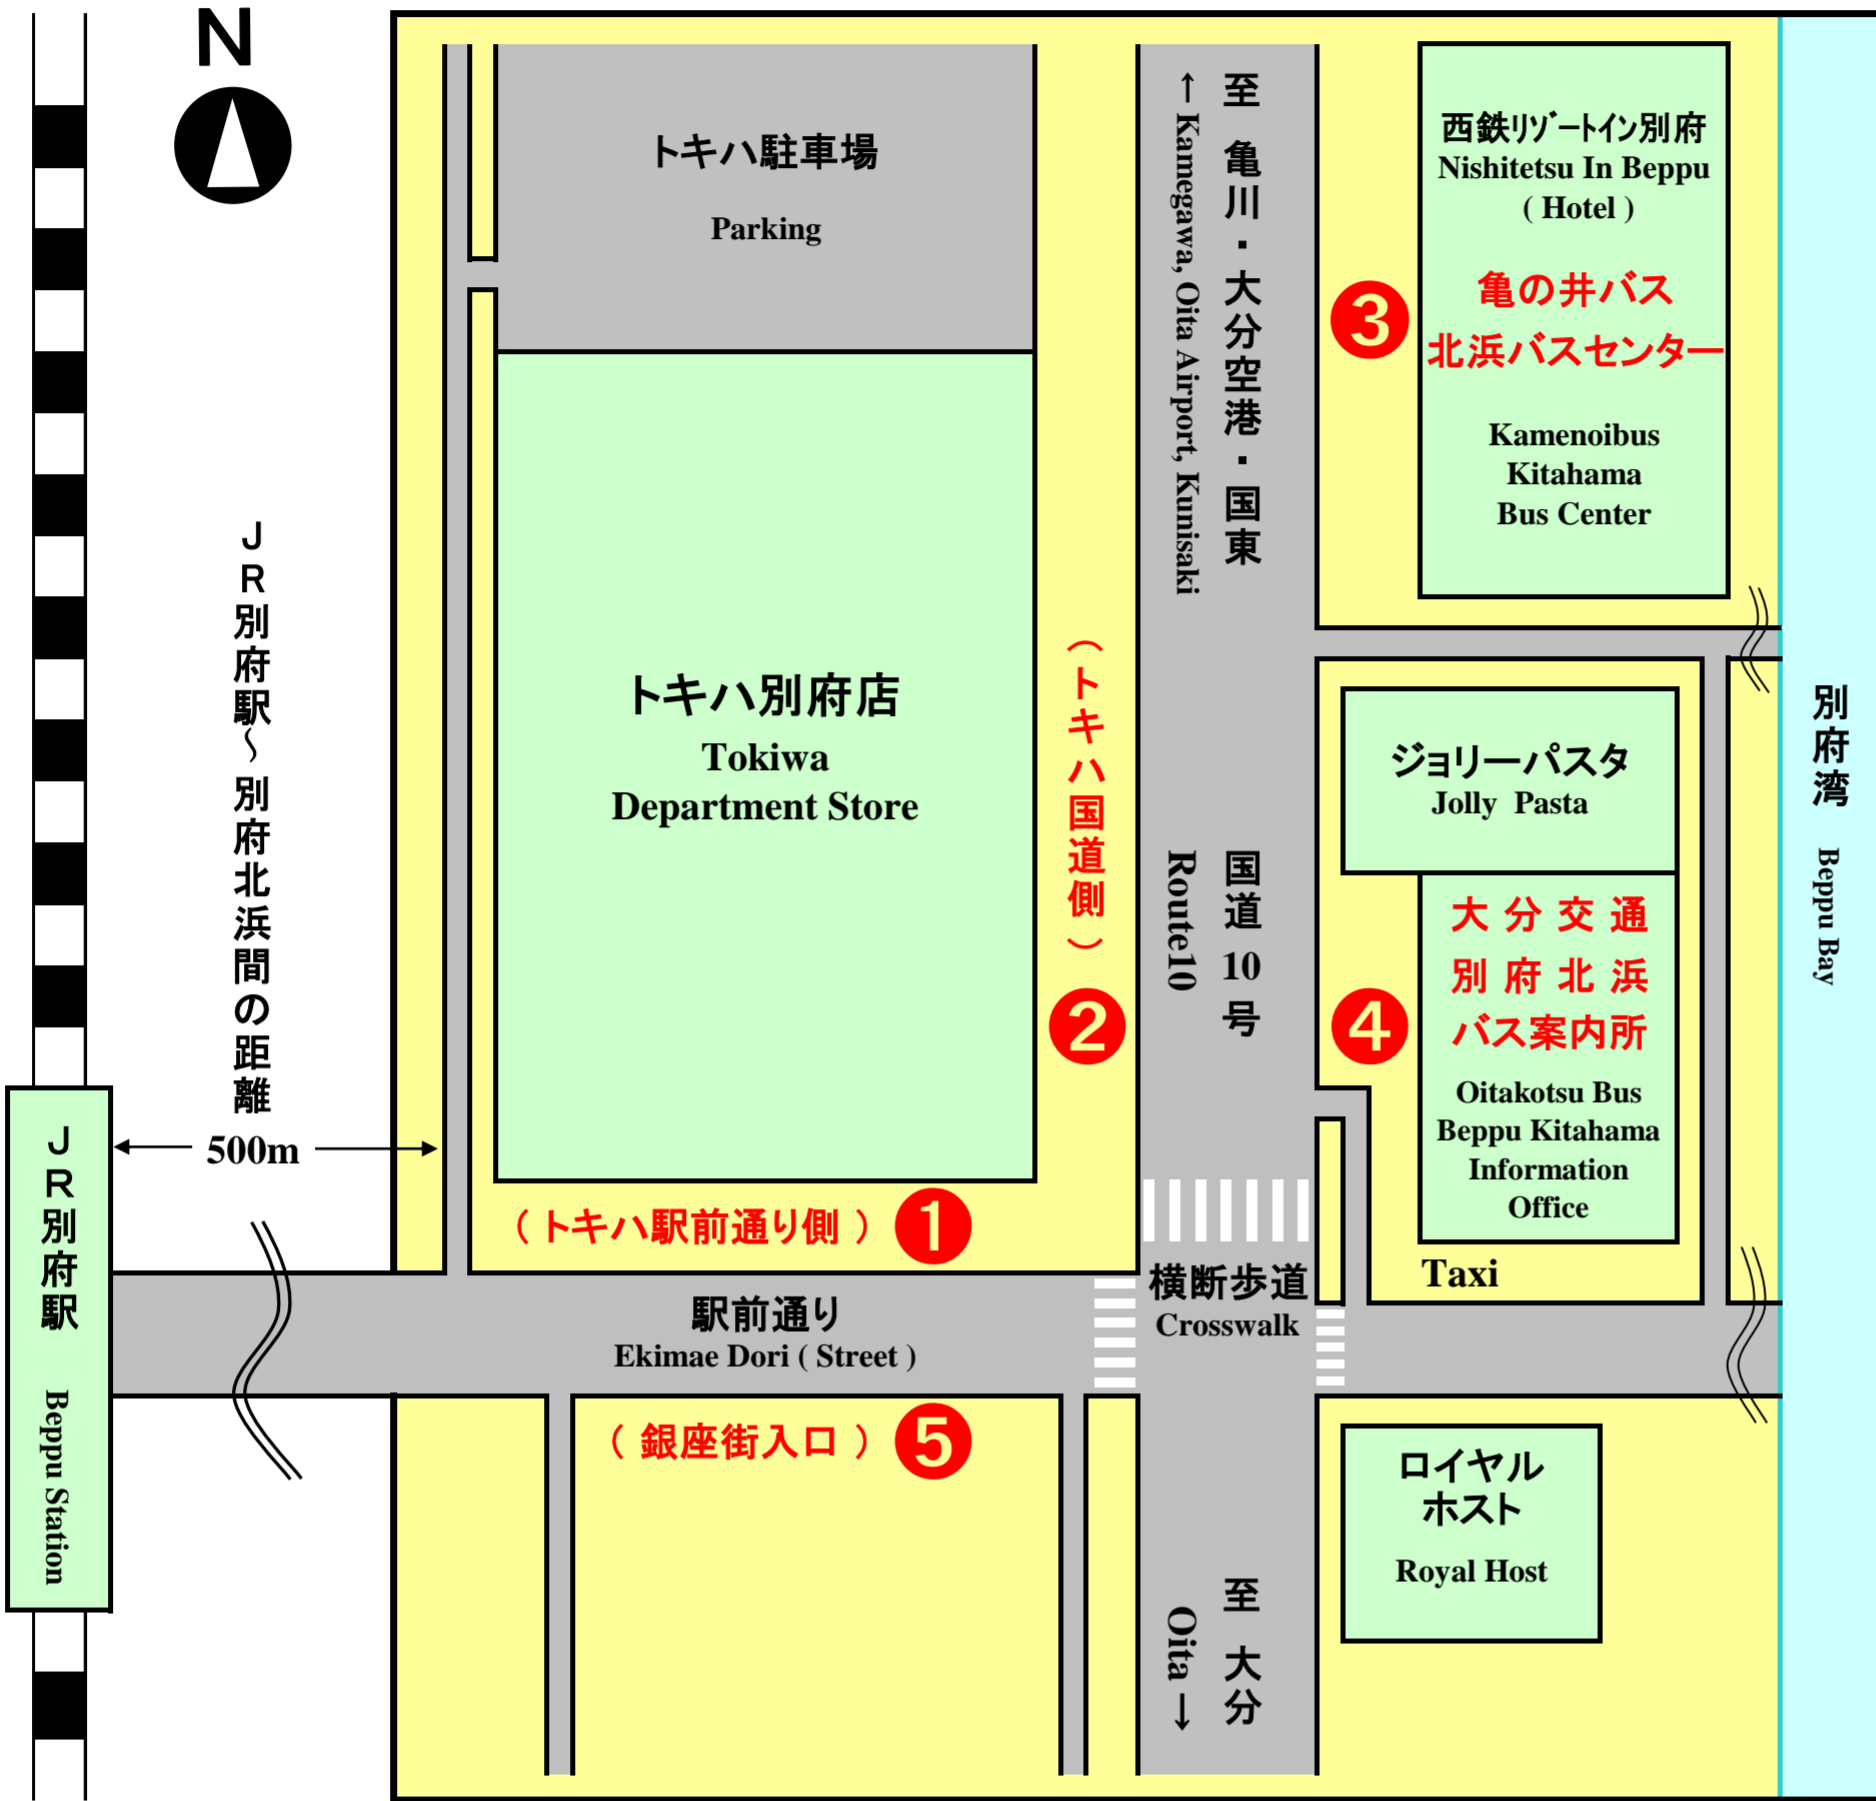 N
トキハ駐車場
Parking
至 亀川・大分空港・国東
← Kamegawa, Oita Airport, Kunisaki
西鉄リゾートイン別府
Nishitetsu In Beppu
( Hotel )
亀の井バス
北浜バスセンター
Kamenoibus
Kitahama
Bus Center
3
JR別府駅～別府北浜間の距離
500m
トキハ別府店
Tokiwa
Department Store
（トキハ国道側）
2
国道10号
Route10
ジョリーパスタ
Jolly Pasta
大分交通
別府北浜
バス案内所
Oitakotsu Bus
Beppu Kitahama
Information
Office
4
Taxi
別府湾 Beppu Bay
JR別府駅 Beppu Station
（トキハ駅前通り側） 1
横断歩道
Crosswalk
駅前通り
Ekimae Dori ( Street )
（銀座街入口） 5
ロイヤル
ホスト
Royal Host
至 大分
Oita →